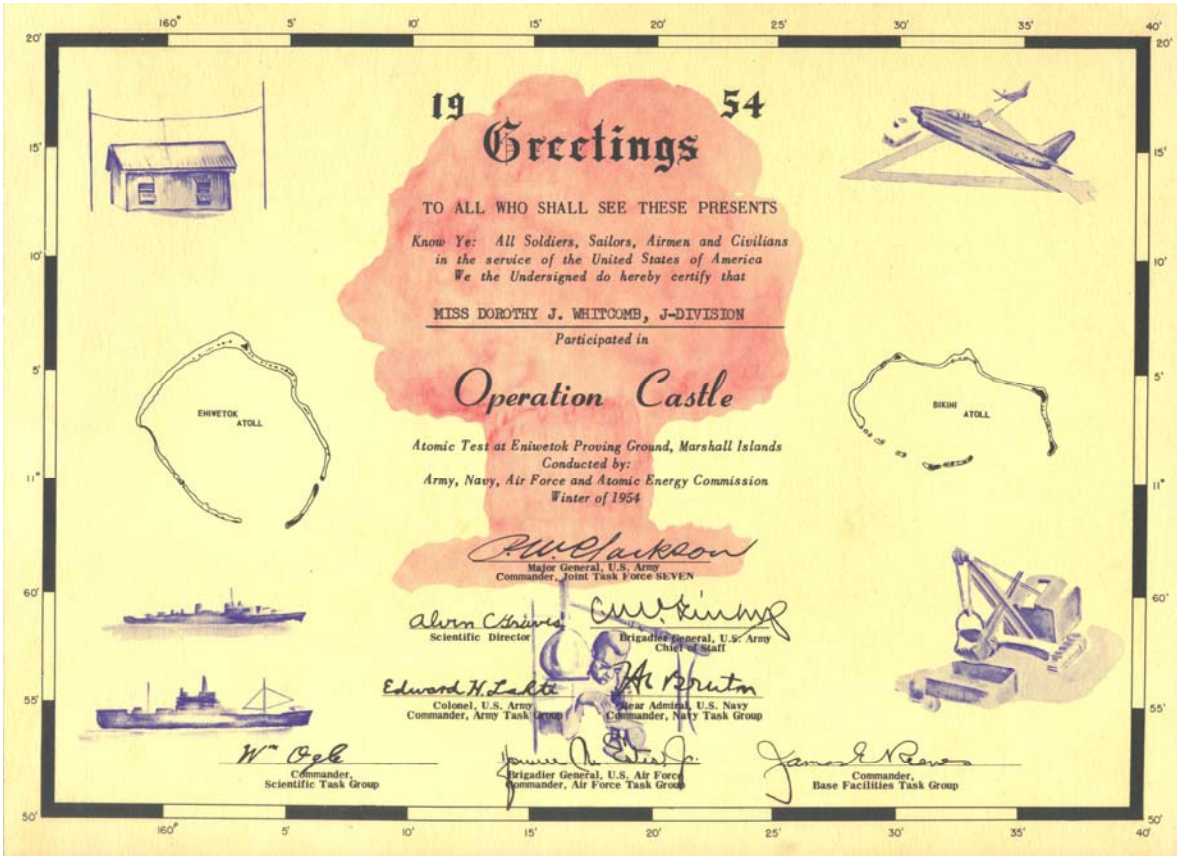 160° 5' 10' 15' 20' 25' 30' 35' 40'
20' 20'
19 54
Greetings
15' 15'
TO ALL WHO SHALL SEE THESE PRESENTS
Know Ye: All Soldiers, Sailors, Airmen and Civilians
in the service of the United States of America
10' 10'
We the Undersigned do hereby certify that
MISS DOROTHY J. WHITCOMB, J-DIVISION
Participated in
5' 5'
Operation Castle
ENIWETOK
ATOLL
BIKINI
ATOLL
Atomic Test at Eniwetok Proving Ground, Marshall Islands
Conducted by:
Army, Navy, Air Force and Atomic Energy Commission
11° 11°
Winter of 1954
P.W. Clarkson
Major General, U.S. Army
Commander, Joint Task Force SEVEN
60' 60'
Alvin C Graves
Scientific Director
Brigadier General, U.S. Army
Chief of Staff
Edward H. Lahti
Colonel, U.S. Army
Commander, Army Task Group
Bruton
Rear Admiral, U.S. Navy
Commander, Navy Task Group
55' 55'
Wm Ogle
Commander,
Scientific Task Group
Estes, Jr.
Brigadier General, U.S. Air Force
Commander, Air Force Task Group
James E Reeves
Commander,
Base Facilities Task Group
50' 50'
160° 5' 10' 15' 20' 25' 30' 35' 40'